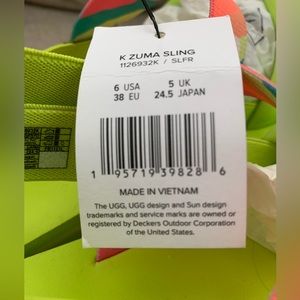 K ZUMA SLING
1126932K / SLFR
6 USA 5 UK
38 EU 24.5 JAPAN
1 95719 39828 6
MADE IN VIETNAM
The UGG, UGG design and Sun design
trademarks and service marks are owned or
registered by Deckers Outdoor Corporation
of the United States.